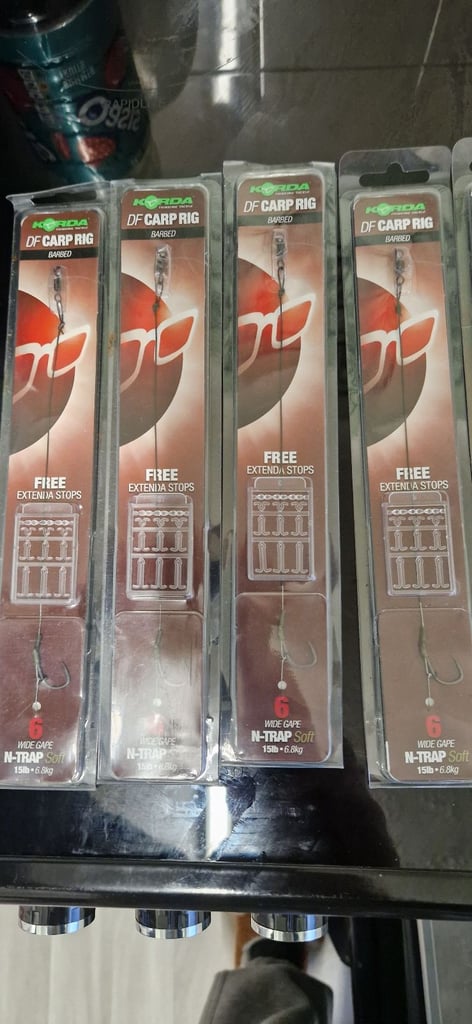 KORDA
DF CARP RIG
BARBED
FREE
EXTENDA STOPS
6
WIDE GAPE
N-TRAP Soft
15lb • 6.8kg
KORDA
DF CARP RIG
BARBED
FREE
EXTENDA STOPS
WIDE GAPE
N-TRAP Soft
15lb • 6.8kg
KORDA
DF CARP RIG
BARBED
FREE
EXTENDA STOPS
6
WIDE GAPE
N-TRAP Soft
15lb • 6.8kg
KORDA
DF CARP RIG
BARBED
FREE
EXTENDA STOPS
6
WIDE GAPE
N-TRAP Soft
15lb • 6.8kg